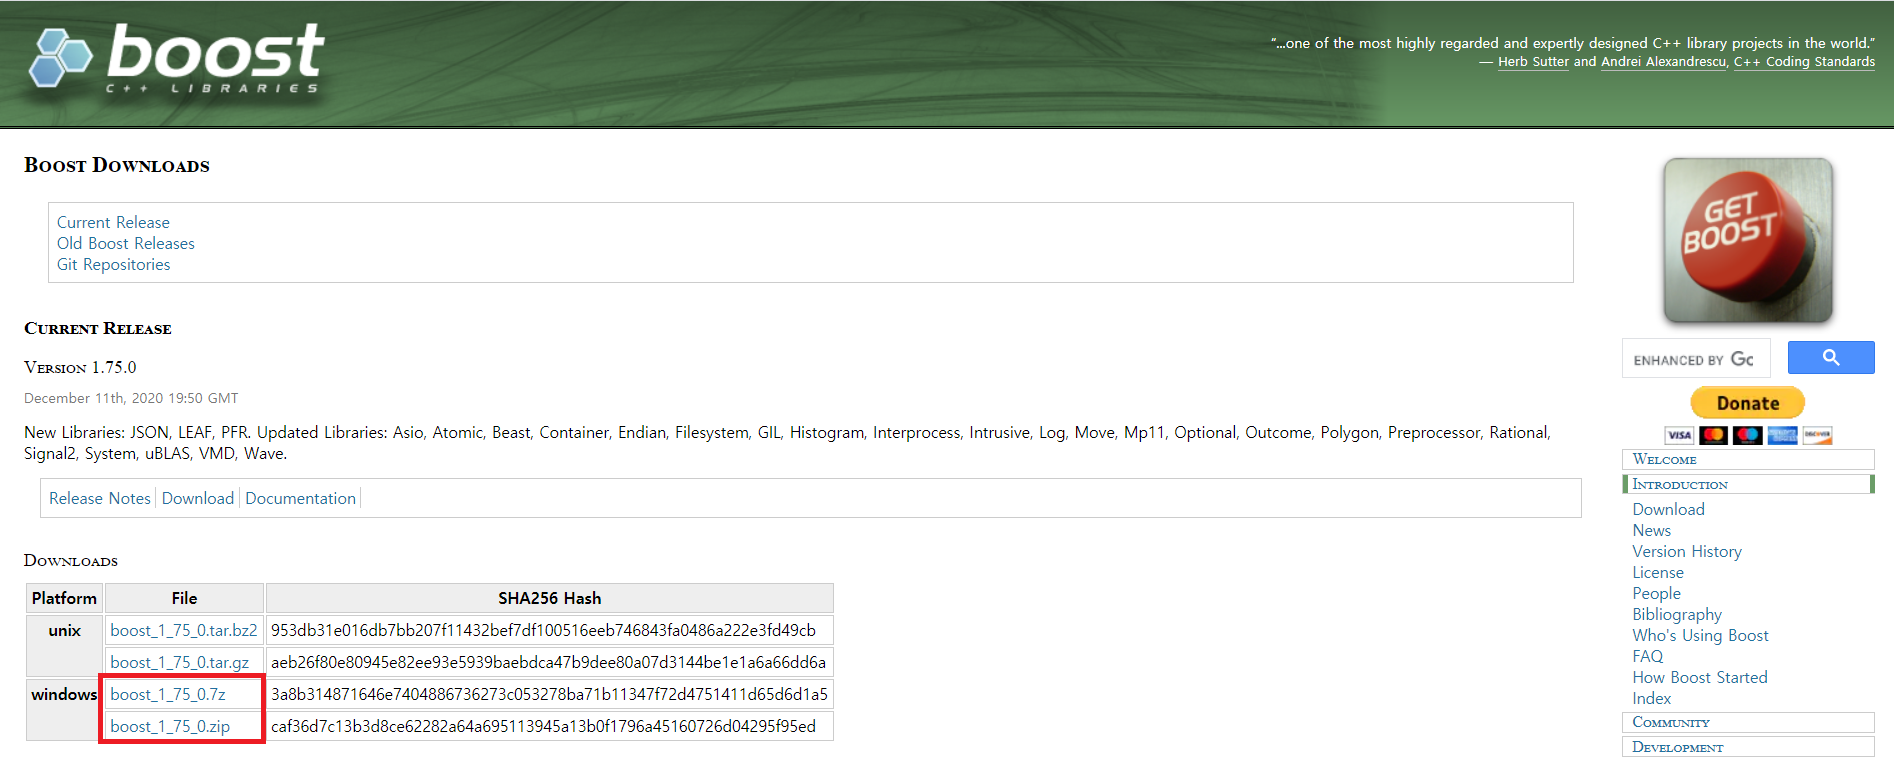 boost
C++ LIBRARIES
"...one of the most highly regarded and expertly designed C++ library projects in the world."
— Herb Sutter and Andrei Alexandrescu, C++ Coding Standards
Boost Downloads
Current Release
Old Boost Releases
Git Repositories
Current Release
Version 1.75.0
December 11th, 2020 19:50 GMT
New Libraries: JSON, LEAF, PFR. Updated Libraries: Asio, Atomic, Beast, Container, Endian, Filesystem, GIL, Histogram, Interprocess, Intrusive, Log, Move, Mp11, Optional, Outcome, Polygon, Preprocessor, Rational,
Signal2, System, uBLAS, VMD, Wave.
Release Notes Download Documentation
Downloads
Platform File SHA256 Hash
unix boost_1_75_0.tar.bz2 953db31e016db7bb207f11432bef7df100516eeb746843fa0486a222e3fd49cb
boost_1_75_0.tar.gz aeb26f80e80945e82ee93e5939baebdca47b9dee80a07d3144be1e1a6a66dd6a
windows boost_1_75_0.7z 3a8b314871646e7404886736273c053278ba71b11347f72d4751411d65d6d1a5
boost_1_75_0.zip caf36d7c13b3d8ce62282a64a695113945a13b0f1796a45160726d04295f95ed
GET
BOOST
ENHANCED BY Go
Donate
VISA DISCOVER
Welcome
Introduction
Download
News
Version History
License
People
Bibliography
Who's Using Boost
FAQ
How Boost Started
Index
Community
Development